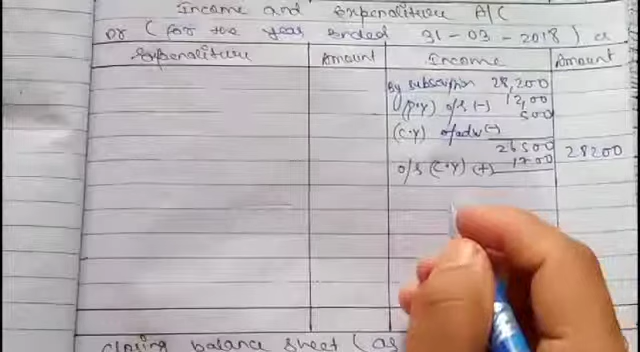 Income and Expenditure A/C
Dr (for the year ended 31-03-2018) Cr
Expenditure Amount Income Amount
By subscription 28,200
(P.Y) o/s (-) 12,00
500
(C.Y) o/adv (-)
26500 28200
o/s (C.Y) (+) 1700
closing balance sheet (as